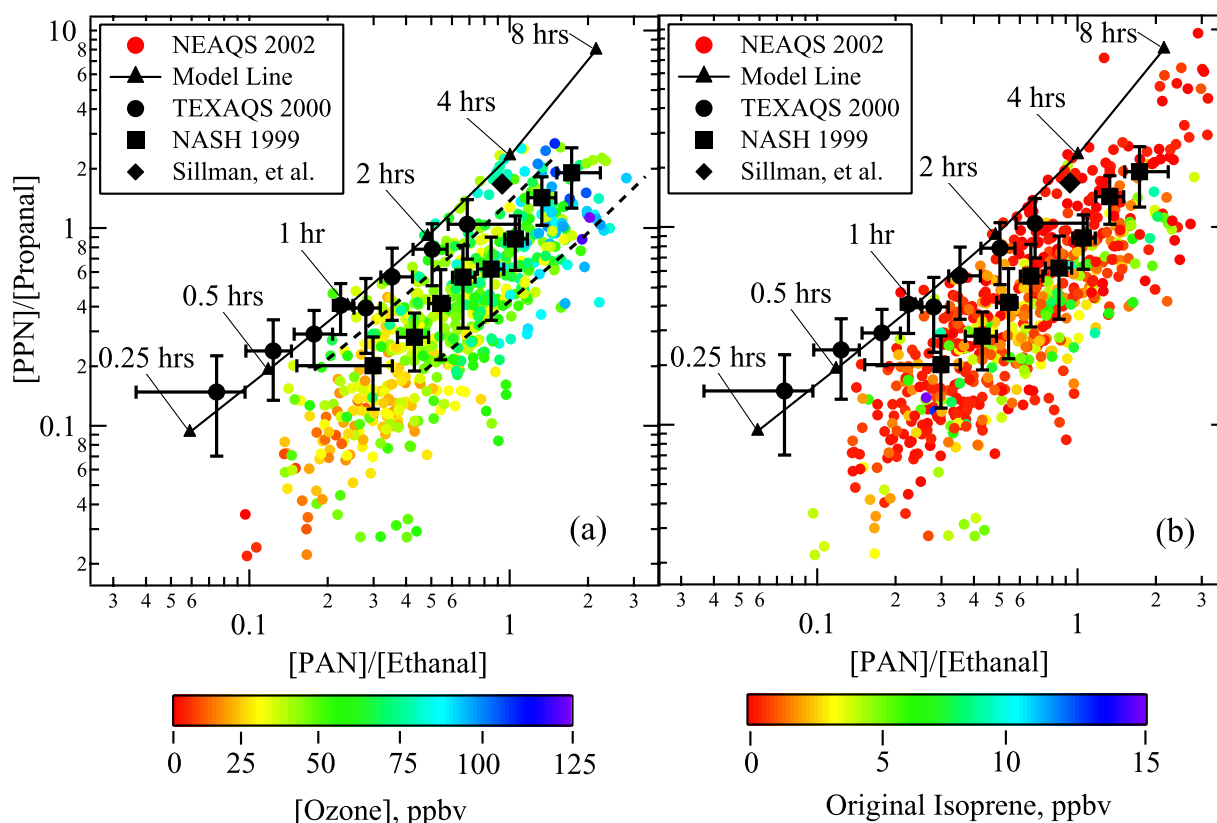 [PPN]/[Propanal]
10
8
6
4
2
1
8
6
4
2
0.1
8
6
4
2
NEAQS 2002
Model Line
TEXAQS 2000
NASH 1999
Sillman, et al.
8 hrs
4 hrs
2 hrs
1 hr
0.5 hrs
0.25 hrs
(a)
3 4 5 6 2 3 4 5 6 2 3
0.1 1
[PAN]/[Ethanal]
0 25 50 75 100 125
[Ozone], ppbv
NEAQS 2002
Model Line
TEXAQS 2000
NASH 1999
Sillman, et al.
8 hrs
4 hrs
2 hrs
1 hr
0.5 hrs
0.25 hrs
(b)
3 4 5 6 2 3 4 5 6 2 3
0.1 1
[PAN]/[Ethanal]
0 5 10 15
Original Isoprene, ppbv